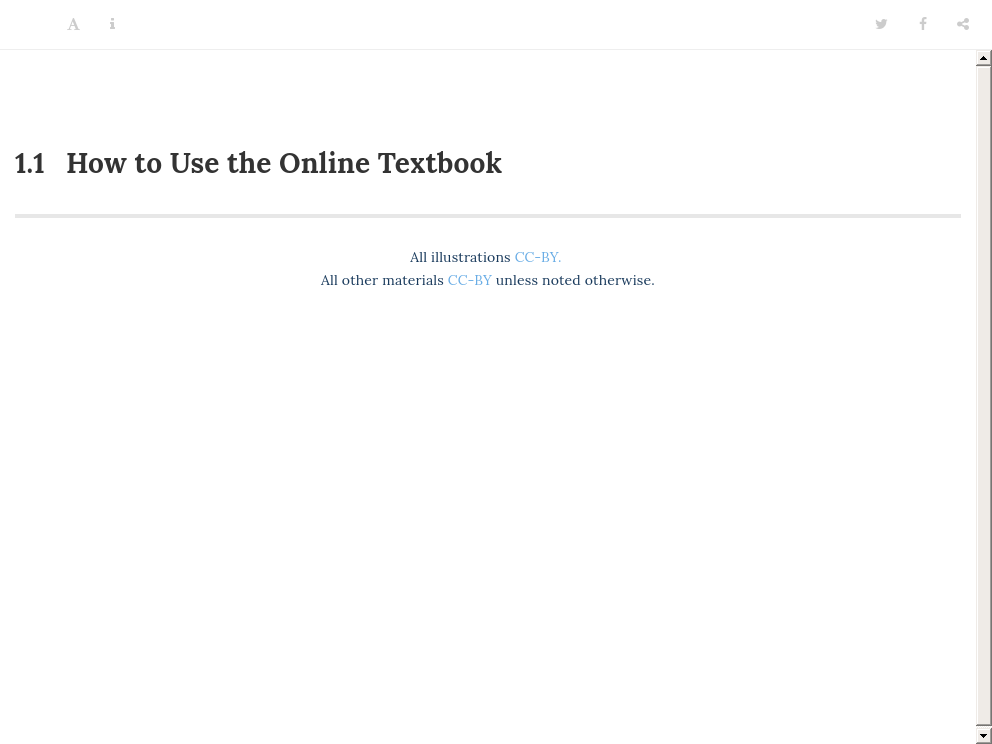 1.1 How to Use the Online Textbook
All illustrations CC-BY.
All other materials CC-BY unless noted otherwise.